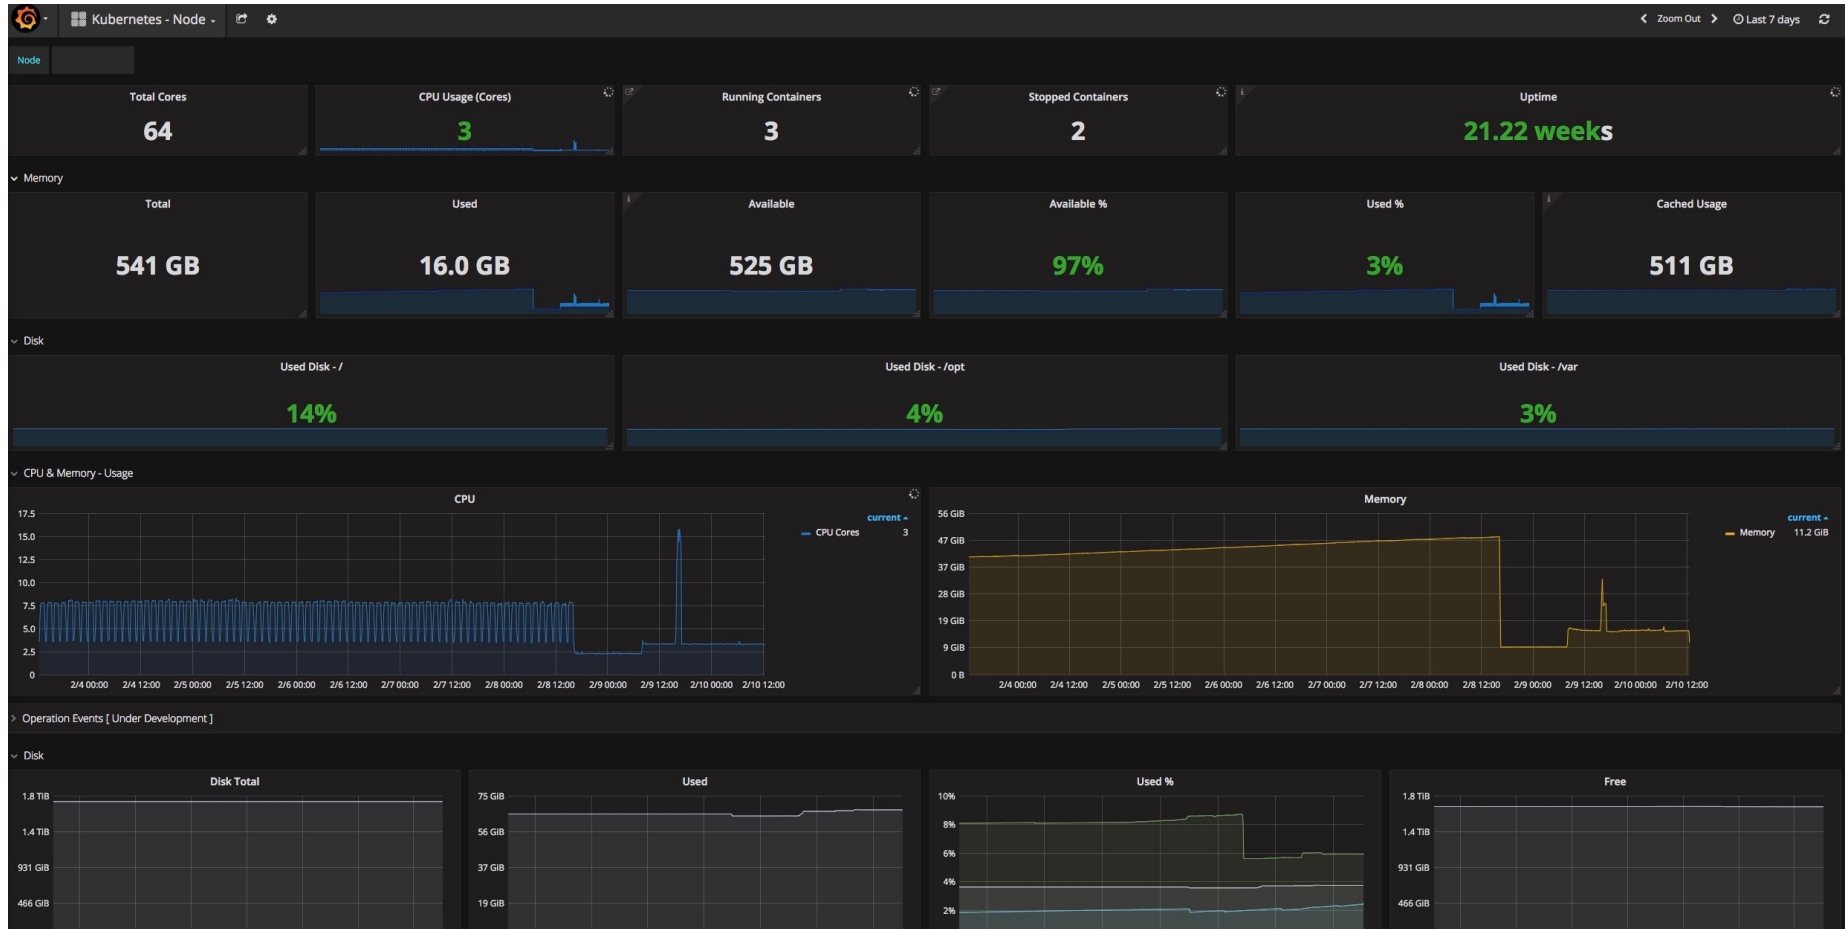 Kubernetes - Node
Zoom Out
Last 7 days
Node
Total Cores
64
CPU Usage (Cores)
3
Running Containers
3
Stopped Containers
2
Uptime
21.22 weeks
Memory
Total
541 GB
Used
16.0 GB
Available
525 GB
Available %
97%
Used %
3%
Cached Usage
511 GB
Disk
Used Disk - /
14%
Used Disk - /opt
4%
Used Disk - /var
3%
CPU & Memory - Usage
CPU
17.5
15.0
12.5
10.0
7.5
5.0
2.5
0
2/4 00:00 2/4 12:00 2/5 00:00 2/5 12:00 2/6 00:00 2/6 12:00 2/7 00:00 2/7 12:00 2/8 00:00 2/8 12:00 2/9 00:00 2/9 12:00 2/10 00:00 2/10 12:00
current
CPU Cores 3
Memory
56 GiB
47 GiB
37 GiB
28 GiB
19 GiB
9 GiB
0 B
2/4 00:00 2/4 12:00 2/5 00:00 2/5 12:00 2/6 00:00 2/6 12:00 2/7 00:00 2/7 12:00 2/8 00:00 2/8 12:00 2/9 00:00 2/9 12:00 2/10 00:00 2/10 12:00
current
Memory 11.2 GiB
Operation Events [ Under Development ]
Disk
Disk Total
1.8 TiB
1.4 TiB
931 GiB
466 GiB
Used
75 GiB
56 GiB
37 GiB
19 GiB
Used %
10%
8%
6%
4%
2%
Free
1.8 TiB
1.4 TiB
931 GiB
466 GiB